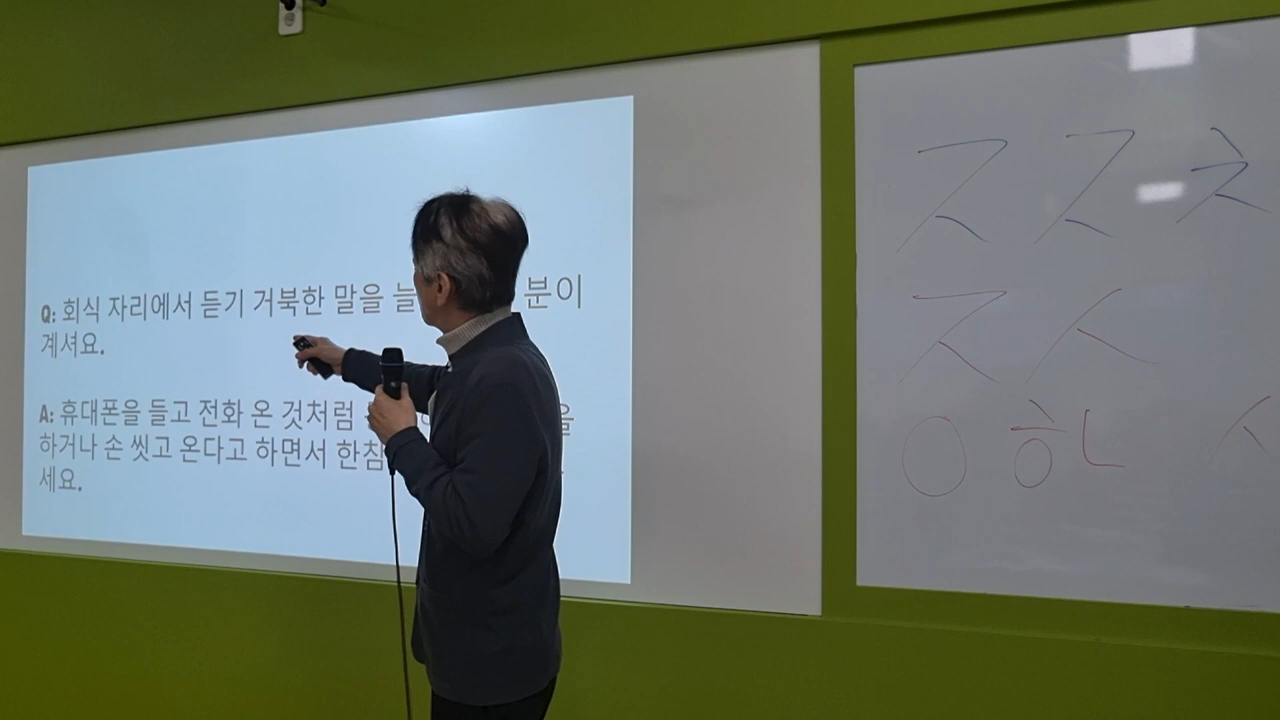 Q: 회식 자리에서 듣기 거북한 말을 분이
계셔요.
A: 휴대폰을 들고 전화 온 것처럼
하거나 손 씻고 온다고 하면서 한참
세요.
ㅈ ㅈ ㅊ
ㅈ ㅅ
ㅇ ㅎ ㄴ ㅅ